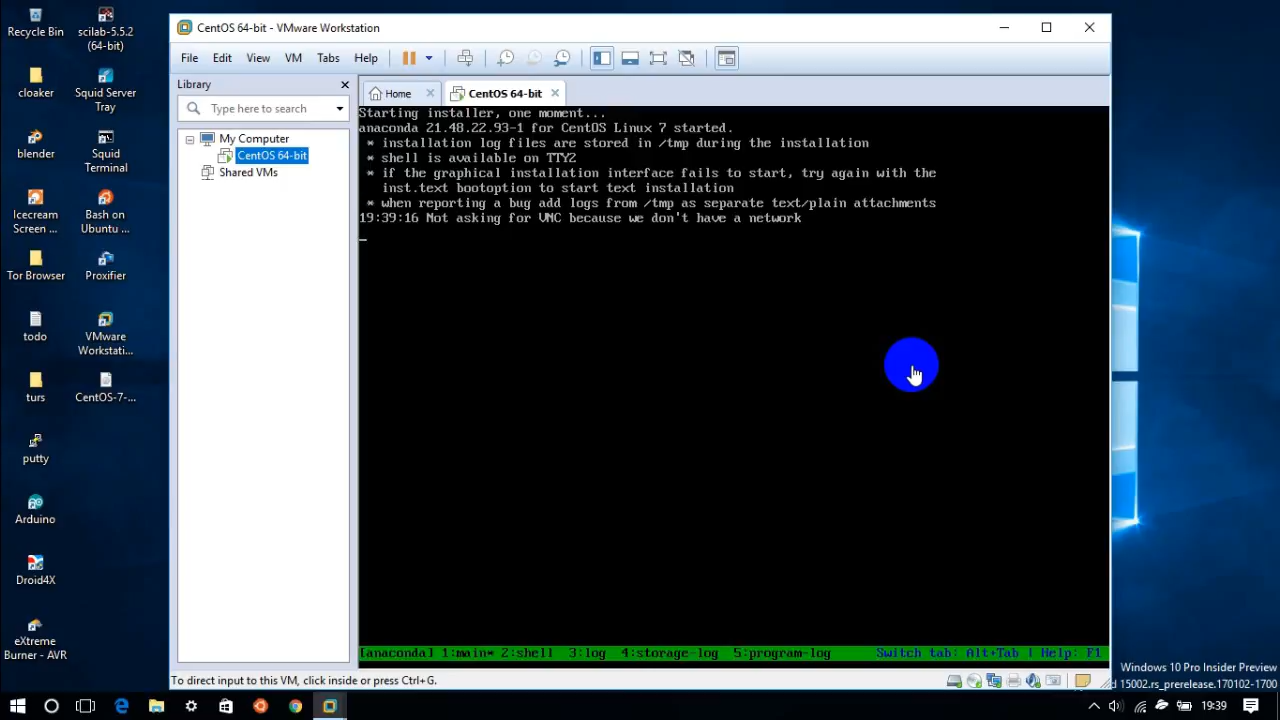 Recycle Bin
scilab-5.5.2
(64-bit)
cloaker
Squid Server
Tray
blender
Squid
Terminal
Icecream
Screen ...
Bash on
Ubuntu ...
Tor Browser
Proxifier
todo
VMware
Workstati...
turs
CentOS-7-...
putty
Arduino
Droid4X
eXtreme
Burner - AVR
CentOS 64-bit - VMware Workstation
File Edit View VM Tabs Help
Library
Type here to search
My Computer
CentOS 64-bit
Shared VMs
Home
CentOS 64-bit
Starting installer, one moment...
anaconda 21.48.22.93-1 for CentOS Linux 7 started.
* installation log files are stored in /tmp during the installation
* shell is available on TTY2
* if the graphical installation interface fails to start, try again with the
inst.text bootoption to start text installation
* when reporting a bug add logs from /tmp as separate text/plain attachments
19:39:16 Not asking for VNC because we don't have a network
[anaconda] 1:main* 2:shell 3:log 4:storage-log 5:program-log Switch tab: Alt+Tab | Help: F1
To direct input to this VM, click inside or press Ctrl+G.
Windows 10 Pro Insider Preview
d 15002.rs_prerelease.170102-1700
19:39